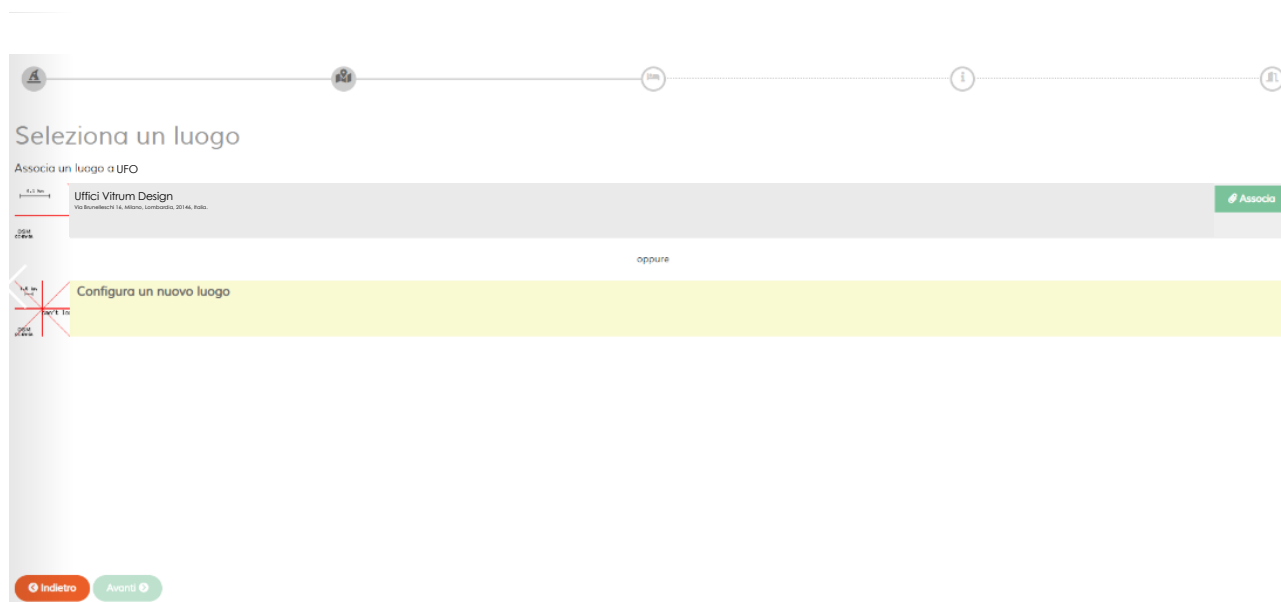 Seleziona un luogo
Associa un luogo a UFO
Uffici Vitrum Design
Via Brunelleschi 16, Milano, Lombardia, 20146, Italia.
Associa
oppure
Configura un nuovo luogo
Indietro
Avanti